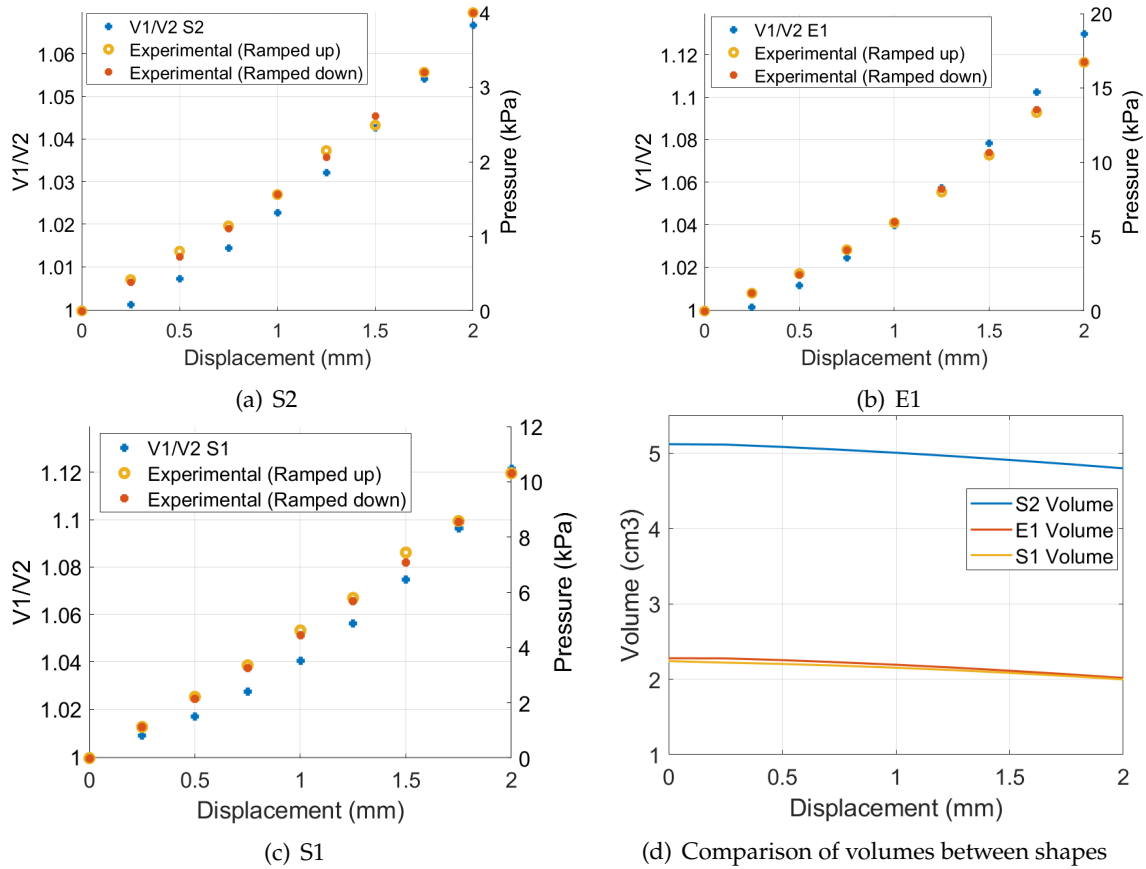 V1/V2 S2
Experimental (Ramped up)
Experimental (Ramped down)
1.06
1.05
1.04
1.03
1.02
1.01
1
V1/V2
4
3
2
1
0
Pressure (kPa)
0 0.5 1 1.5 2
Displacement (mm)
(a) S2
V1/V2 E1
Experimental (Ramped up)
Experimental (Ramped down)
1.12
1.1
1.08
1.06
1.04
1.02
1
V1/V2
20
15
10
5
0
Pressure (kPa)
0 0.5 1 1.5 2
Displacement (mm)
(b) E1
V1/V2 S1
Experimental (Ramped up)
Experimental (Ramped down)
1.12
1.1
1.08
1.06
1.04
1.02
1
V1/V2
12
10
8
6
4
2
0
Pressure (kPa)
0 0.5 1 1.5 2
Displacement (mm)
(c) S1
5
4
3
2
1
Volume (cm3)
S2 Volume
E1 Volume
S1 Volume
0 0.5 1 1.5 2
Displacement (mm)
(d) Comparison of volumes between shapes